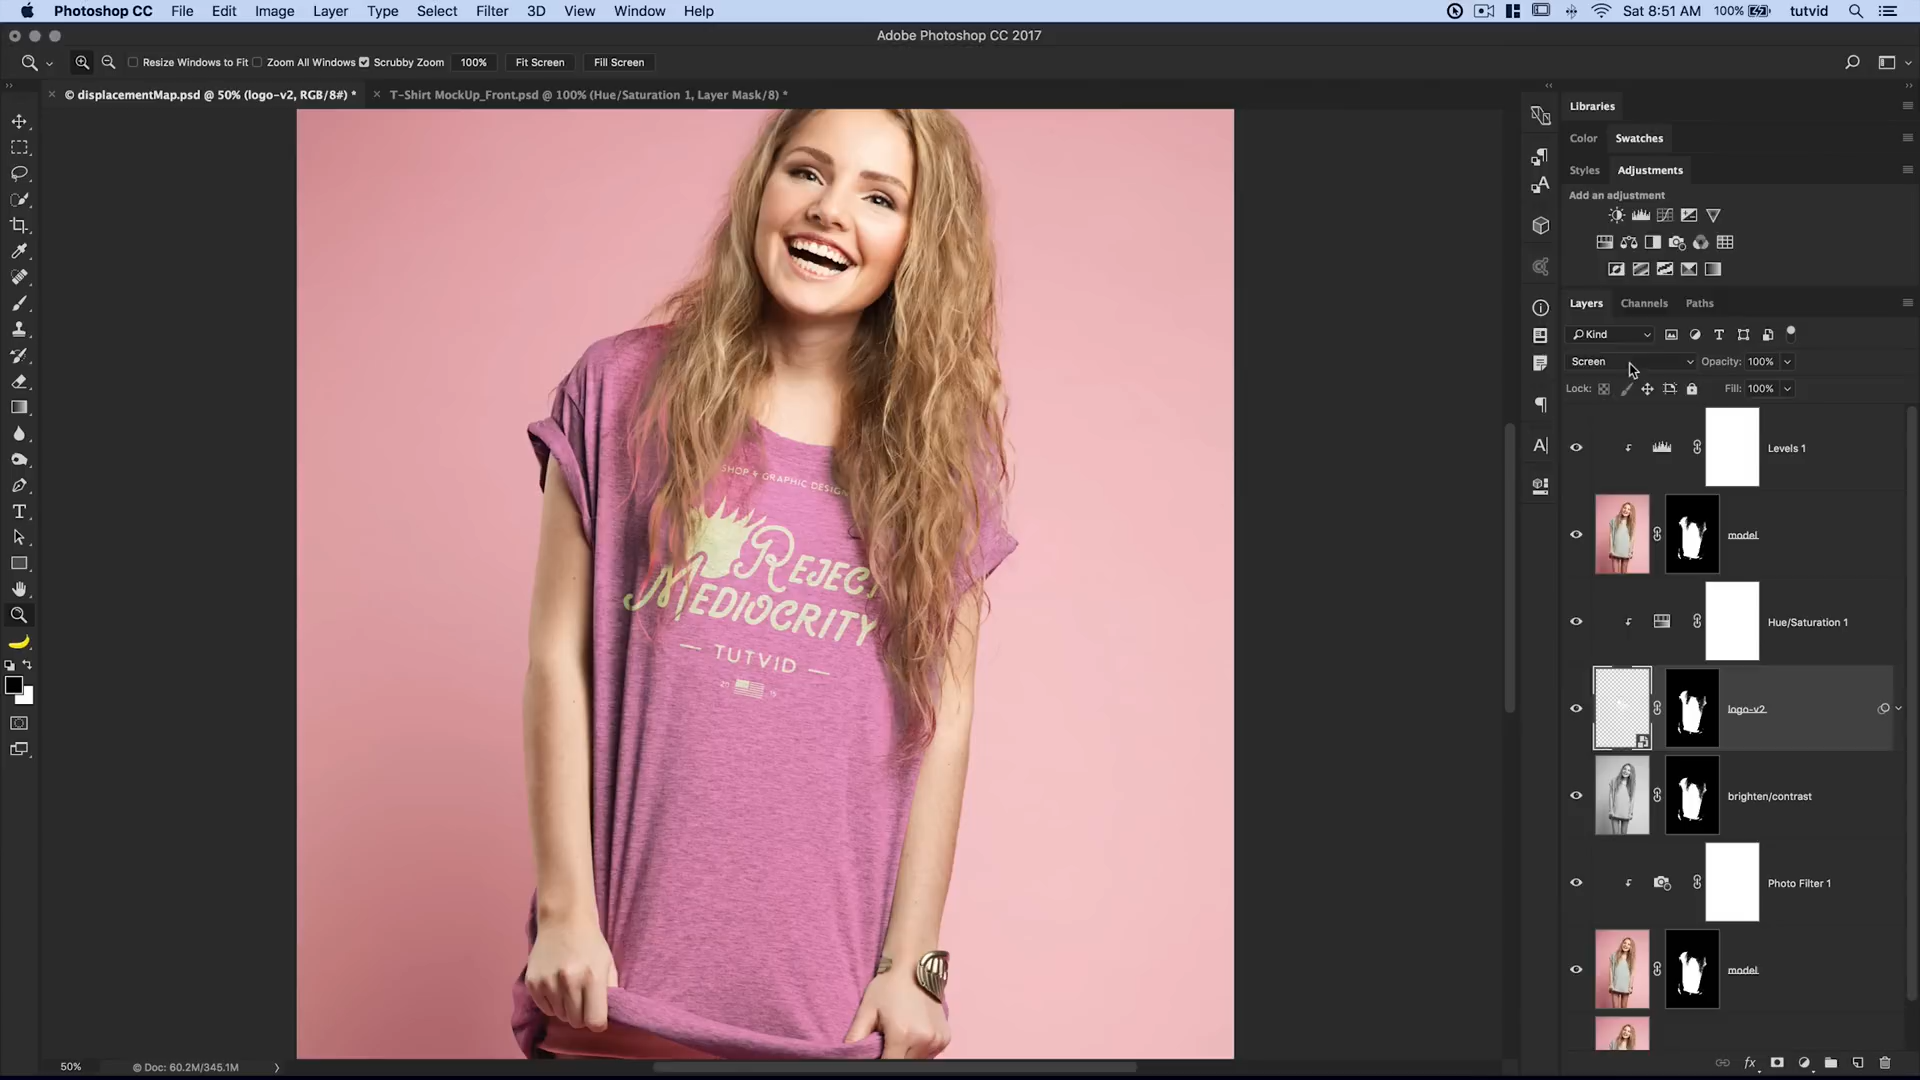 Photoshop CC File Edit Image Layer Type Select Filter 3D View Window Help Sat 8:51 AM 100% tutvid
Adobe Photoshop CC 2017
Resize Windows to Fit Zoom All Windows Scrubby Zoom 100% Fit Screen Fill Screen
× © displacementMap.psd @ 50% (logo-v2, RGB/8#) * × T-Shirt MockUp_Front.psd @ 100% (Hue/Saturation 1, Layer Mask/8) *
Libraries
Color Swatches
Styles Adjustments
Add an adjustment
Layers Channels Paths
Kind
Screen Opacity: 100%
Lock: Fill: 100%
Levels 1
model
Hue/Saturation 1
logo-v2
brighten/contrast
Photo Filter 1
model
SHOP & GRAPHIC DESIGN
REJECT
MEDIOCRITY
— TUTVID —
50% © Doc: 60.2M/345.1M